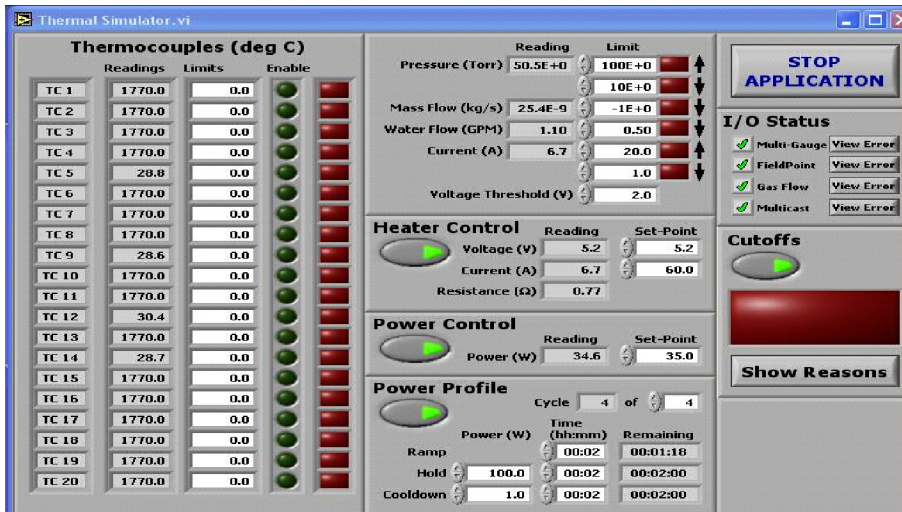 Thermal Simulator.vi
Thermocouples (deg C)
Readings Limits Enable
TC 1 1770.0 0.0
TC 2 1770.0 0.0
TC 3 1770.0 0.0
TC 4 1770.0 0.0
TC 5 28.8 0.0
TC 6 1770.0 0.0
TC 7 1770.0 0.0
TC 8 1770.0 0.0
TC 9 28.6 0.0
TC 10 1770.0 0.0
TC 11 1770.0 0.0
TC 12 30.4 0.0
TC 13 1770.0 0.0
TC 14 28.7 0.0
TC 15 1770.0 0.0
TC 16 1770.0 0.0
TC 17 1770.0 0.0
TC 18 1770.0 0.0
TC 19 1770.0 0.0
TC 20 1770.0 0.0
Reading Limit
Pressure (Torr) 50.5E+0 100E+0
10E+0
Mass Flow (kg/s) 25.4E-9 -1E+0
Water Flow (GPM) 1.10 0.50
Current (A) 6.7 20.0
1.0
Voltage Threshold (V) 2.0
Heater Control Reading Set-Point
Voltage (V) 5.2 5.2
Current (A) 6.7 60.0
Resistance (Ω) 0.77
Power Control
Reading Set-Point
Power (W) 34.6 35.0
Power Profile
Cycle 4 of 4
Power (W) Time (hh:mm) Remaining
Ramp 00:02 00:01:18
Hold 100.0 00:02 00:02:00
Cooldown 1.0 00:02 00:02:00
STOP
APPLICATION
I/O Status
Multi-Gauge View Error
FieldPoint View Error
Gas Flow View Error
Multicast View Error
Cutoffs
Show Reasons